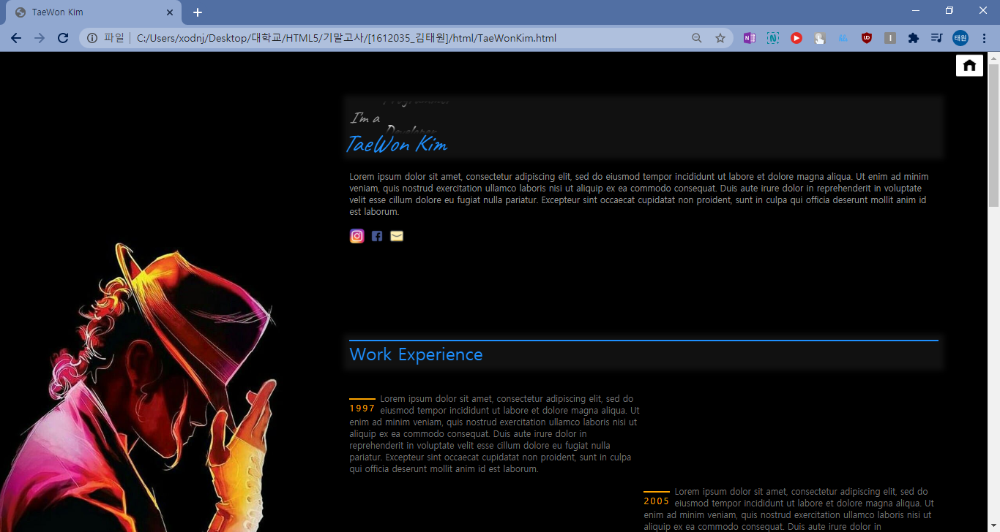 TaeWon Kim
파일
C:/Users/xodnj/Desktop/대학교/HTML5/기말고사/[1612035_김태원]/html/TaeWonKim.html
태원
Programmer
I'm a
Developer
TaeWon Kim
Lorem ipsum dolor sit amet, consectetur adipiscing elit, sed do eiusmod tempor incididunt ut labore et dolore magna aliqua. Ut enim ad minim
veniam, quis nostrud exercitation ullamco laboris nisi ut aliquip ex ea commodo consequat. Duis aute irure dolor in reprehenderit in voluptate
velit esse cillum dolore eu fugiat nulla pariatur. Excepteur sint occaecat cupidatat non proident, sunt in culpa qui officia deserunt mollit anim id
est laborum.
Work Experience
1997
Lorem ipsum dolor sit amet, consectetur adipiscing elit, sed do
eiusmod tempor incididunt ut labore et dolore magna aliqua. Ut
enim ad minim veniam, quis nostrud exercitation ullamco laboris nisi ut
aliquip ex ea commodo consequat. Duis aute irure dolor in
reprehenderit in voluptate velit esse cillum dolore eu fugiat nulla
pariatur. Excepteur sint occaecat cupidatat non proident, sunt in culpa
qui officia deserunt mollit anim id est laborum.
2005
Lorem ipsum dolor sit amet, consectetur adipiscing elit, sed do
eiusmod tempor incididunt ut labore et dolore magna aliqua. Ut
enim ad minim veniam, quis nostrud exercitation ullamco laboris nisi ut
aliquip ex ea commodo consequat. Duis aute irure dolor in